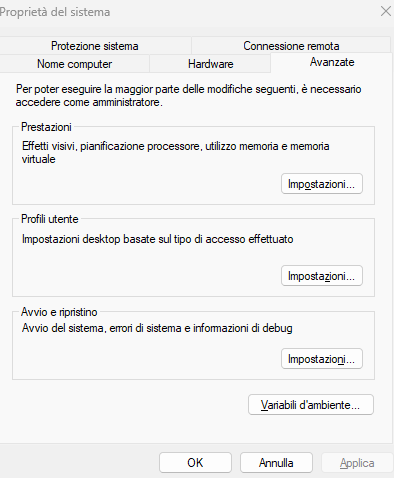 Proprietà del sistema
Protezione sistema
Connessione remota
Nome computer
Hardware
Avanzate
Per poter eseguire la maggior parte delle modifiche seguenti, è necessario
accedere come amministratore.
Prestazioni
Effetti visivi, pianificazione processore, utilizzo memoria e memoria
virtuale
Impostazioni...
Profili utente
Impostazioni desktop basate sul tipo di accesso effettuato
Impostazioni...
Avvio e ripristino
Avvio del sistema, errori di sistema e informazioni di debug
Impostazioni...
Variabili d'ambiente...
OK
Annulla
Applica